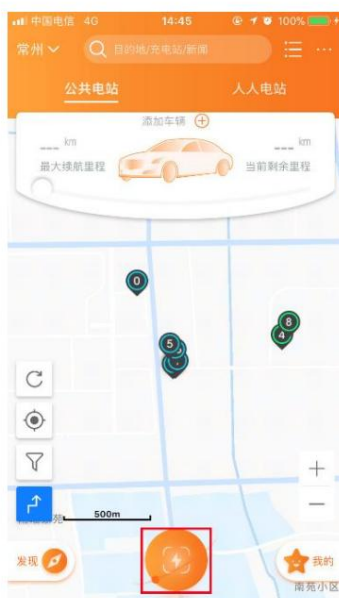 中国电信 4G 14:45 100%
常州 目的地/充电站/新闻
公共电站 人人电站
添加车辆
--- km --- km
最大续航里程 当前剩余里程
0
5
8
4
500m
发现 我的
南苑小区